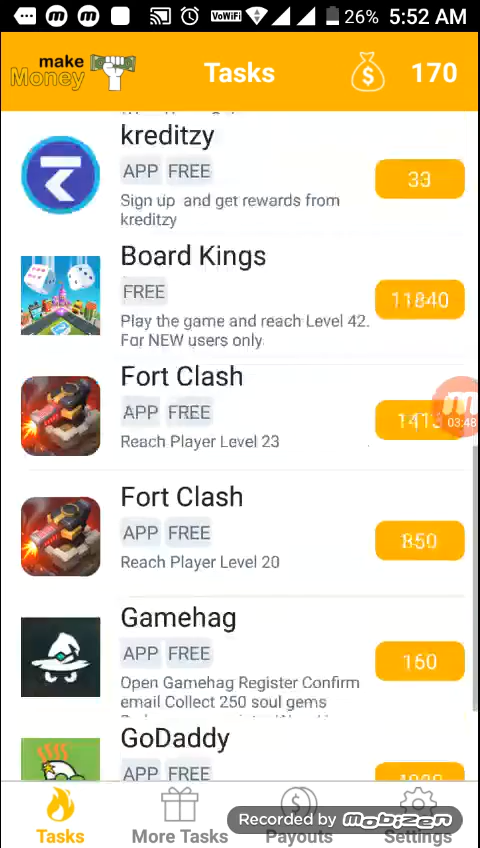 VoWiFi 26% 5:52 AM
make
Money
Tasks
170
kreditzy
APP FREE
33
Sign up and get rewards from
kreditzy
Board Kings
FREE
11840
Play the game and reach Level 42.
For NEW users only
Fort Clash
APP FREE
1413
03:48
Reach Player Level 23
Fort Clash
APP FREE
850
Reach Player Level 20
Gamehag
APP FREE
160
Open Gamehag Register Confirm
email Collect 250 soul gems
GoDaddy
APP FREE
Recorded by Mobizen
Tasks
More Tasks
Payouts
Settings